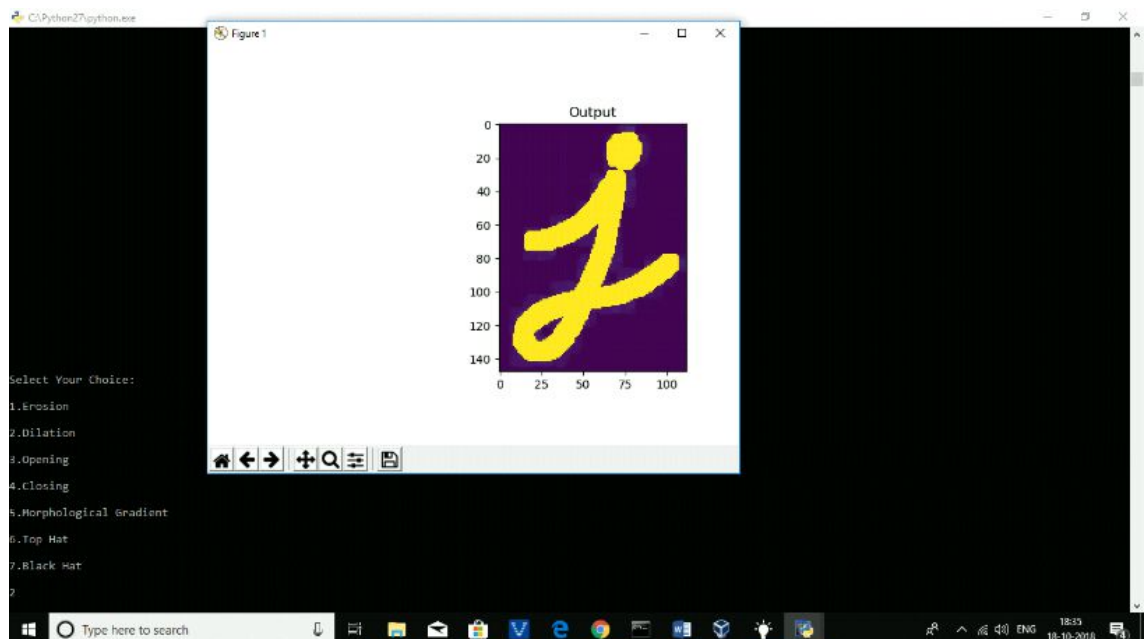 C:\Python27\python.exe
Figure 1
Output
0
20
40
60
80
100
120
140
0 25 50 75 100
Select Your Choice:
1.Erosion
2.Dilation
3.Opening
4.Closing
5.Morphological Gradient
6.Top Hat
7.Black Hat
2
Type here to search
ENG
18:35
18-10-2018